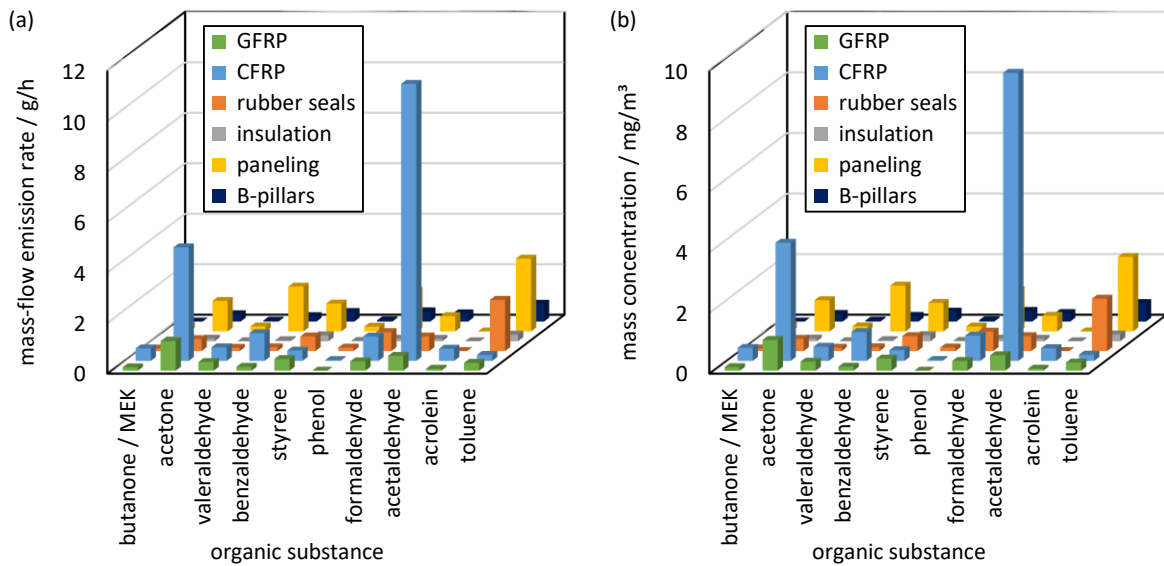 (a)
mass-flow emission rate / g/h
12
10
8
6
4
2
0
GFRP
CFRP
rubber seals
insulation
paneling
B-pillars
butanone / MEK
acetone
valeraldehyde
benzaldehyde
styrene
phenol
formaldehyde
acetaldehyde
acrolein
toluene
organic substance
(b)
mass concentration / mg/m³
10
8
6
4
2
0
GFRP
CFRP
rubber seals
insulation
paneling
B-pillars
butanone / MEK
acetone
valeraldehyde
benzaldehyde
styrene
phenol
formaldehyde
acetaldehyde
acrolein
toluene
organic substance